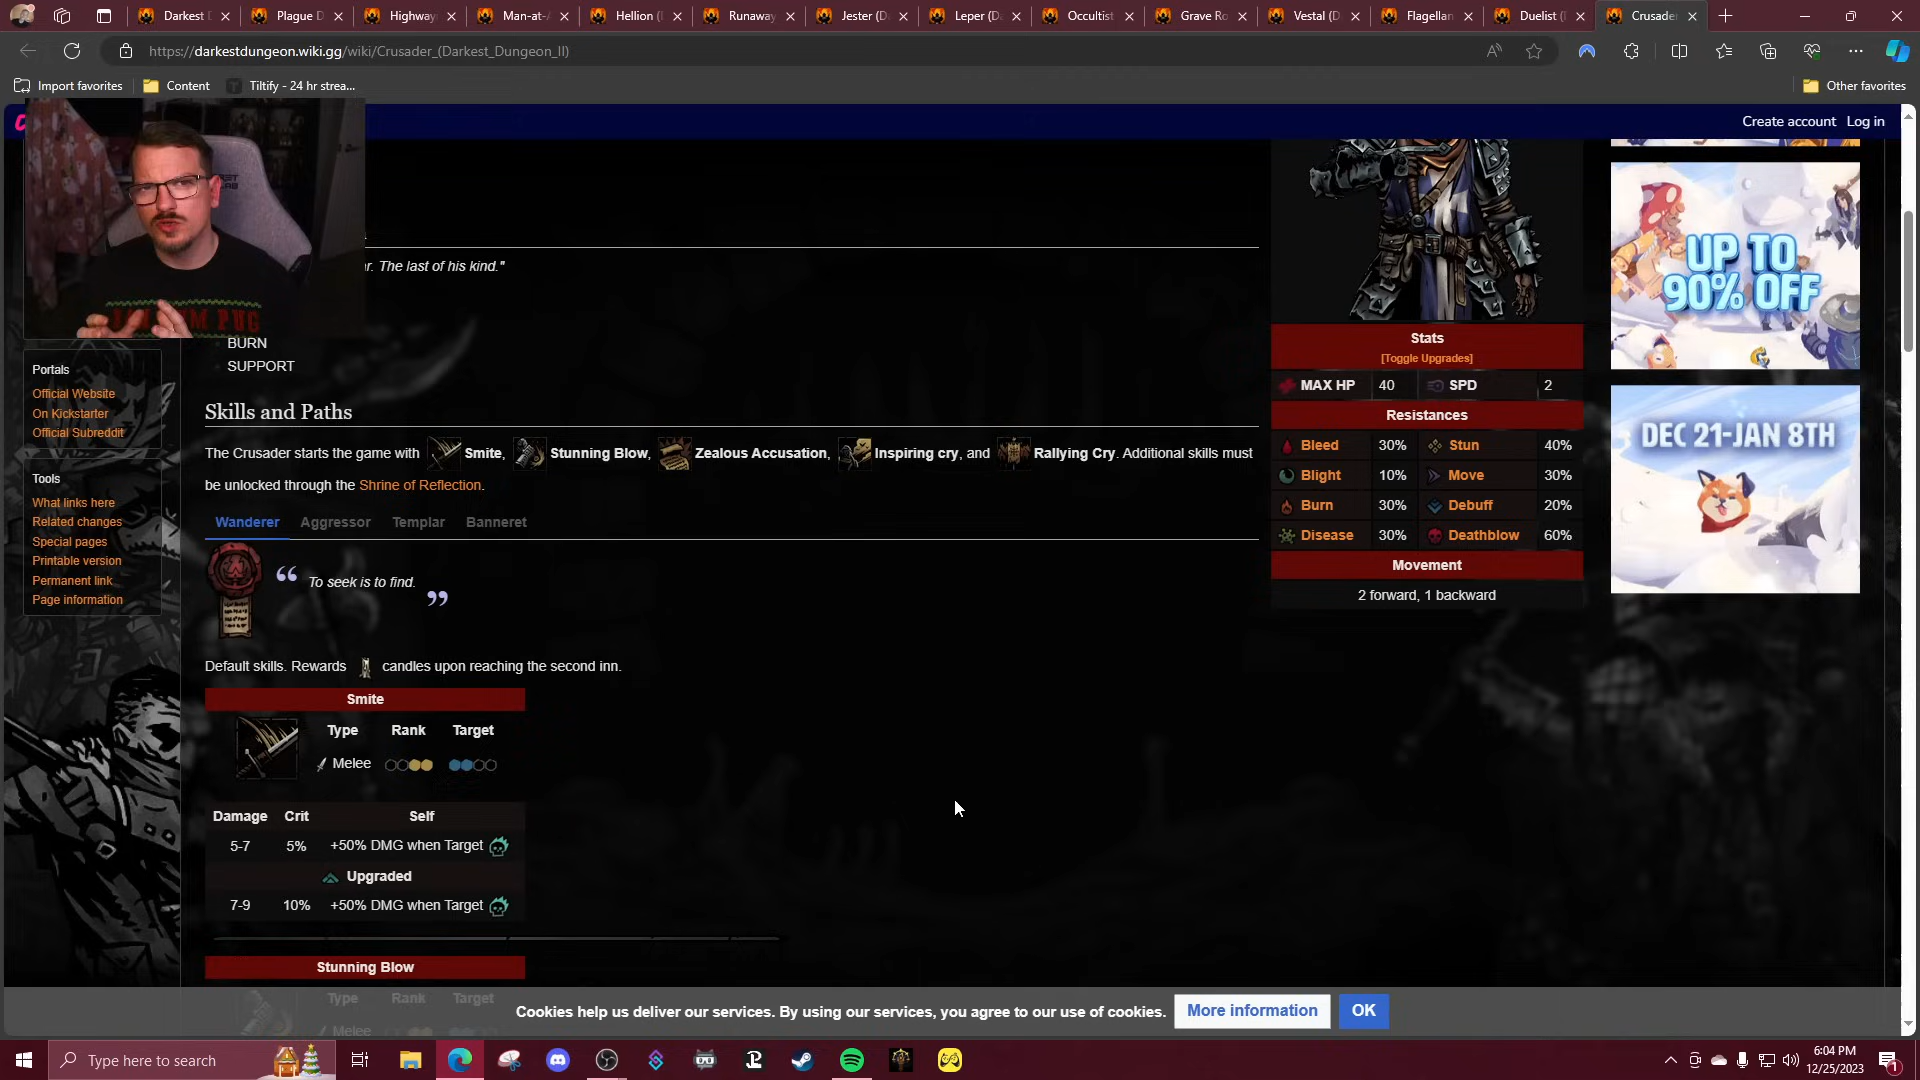 Darkest D
Plague D
Highway
Man-at-
Hellion (
Runaway
Jester (D
Leper (D
Occultist
Grave Ro
Vestal (D
Flagellan
Duelist (
Crusade
https://darkestdungeon.wiki.gg/wiki/Crusader_(Darkest_Dungeon_II)
Import favorites
Content
Tiltify - 24 hr strea...
Other favorites
Create account
Log in
r. The last of his kind."
BURN
SUPPORT
Portals
Official Website
On Kickstarter
Official Subreddit
Tools
What links here
Related changes
Special pages
Printable version
Permanent link
Page information
Skills and Paths
The Crusader starts the game with Smite, Stunning Blow, Zealous Accusation, Inspiring cry, and Rallying Cry. Additional skills must
be unlocked through the Shrine of Reflection.
Wanderer Aggressor Templar Banneret
“ To seek is to find. ”
Default skills. Rewards candles upon reaching the second inn.
Smite
Type Rank Target
Melee
Damage Crit Self
5-7 5% +50% DMG when Target
Upgraded
7-9 10% +50% DMG when Target
Stunning Blow
Type Rank Target
Melee
Stats
[Toggle Upgrades]
MAX HP 40 SPD 2
Resistances
Bleed 30% Stun 40%
Blight 10% Move 30%
Burn 30% Debuff 20%
Disease 30% Deathblow 60%
Movement
2 forward, 1 backward
UP TO
90% OFF
DEC 21-JAN 8TH
Cookies help us deliver our services. By using our services, you agree to our use of cookies.
More information
OK
Type here to search
6:04 PM
12/25/2023
1